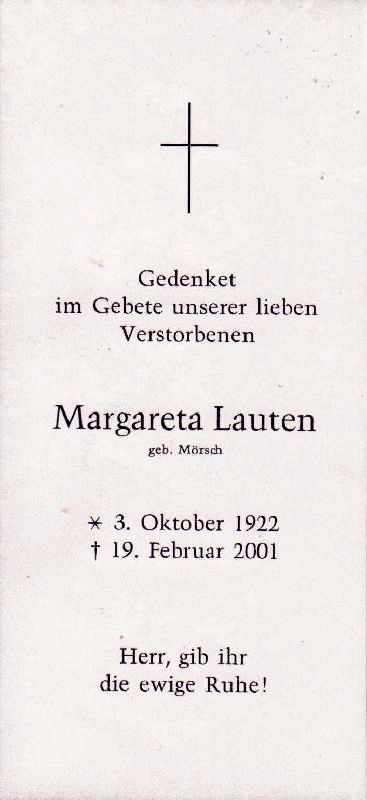 Gedenket
im Gebete unserer lieben
Verstorbenen
Margareta Lauten
geb. Mörsch
* 3. Oktober 1922
† 19. Februar 2001
Herr, gib ihr
die ewige Ruhe!